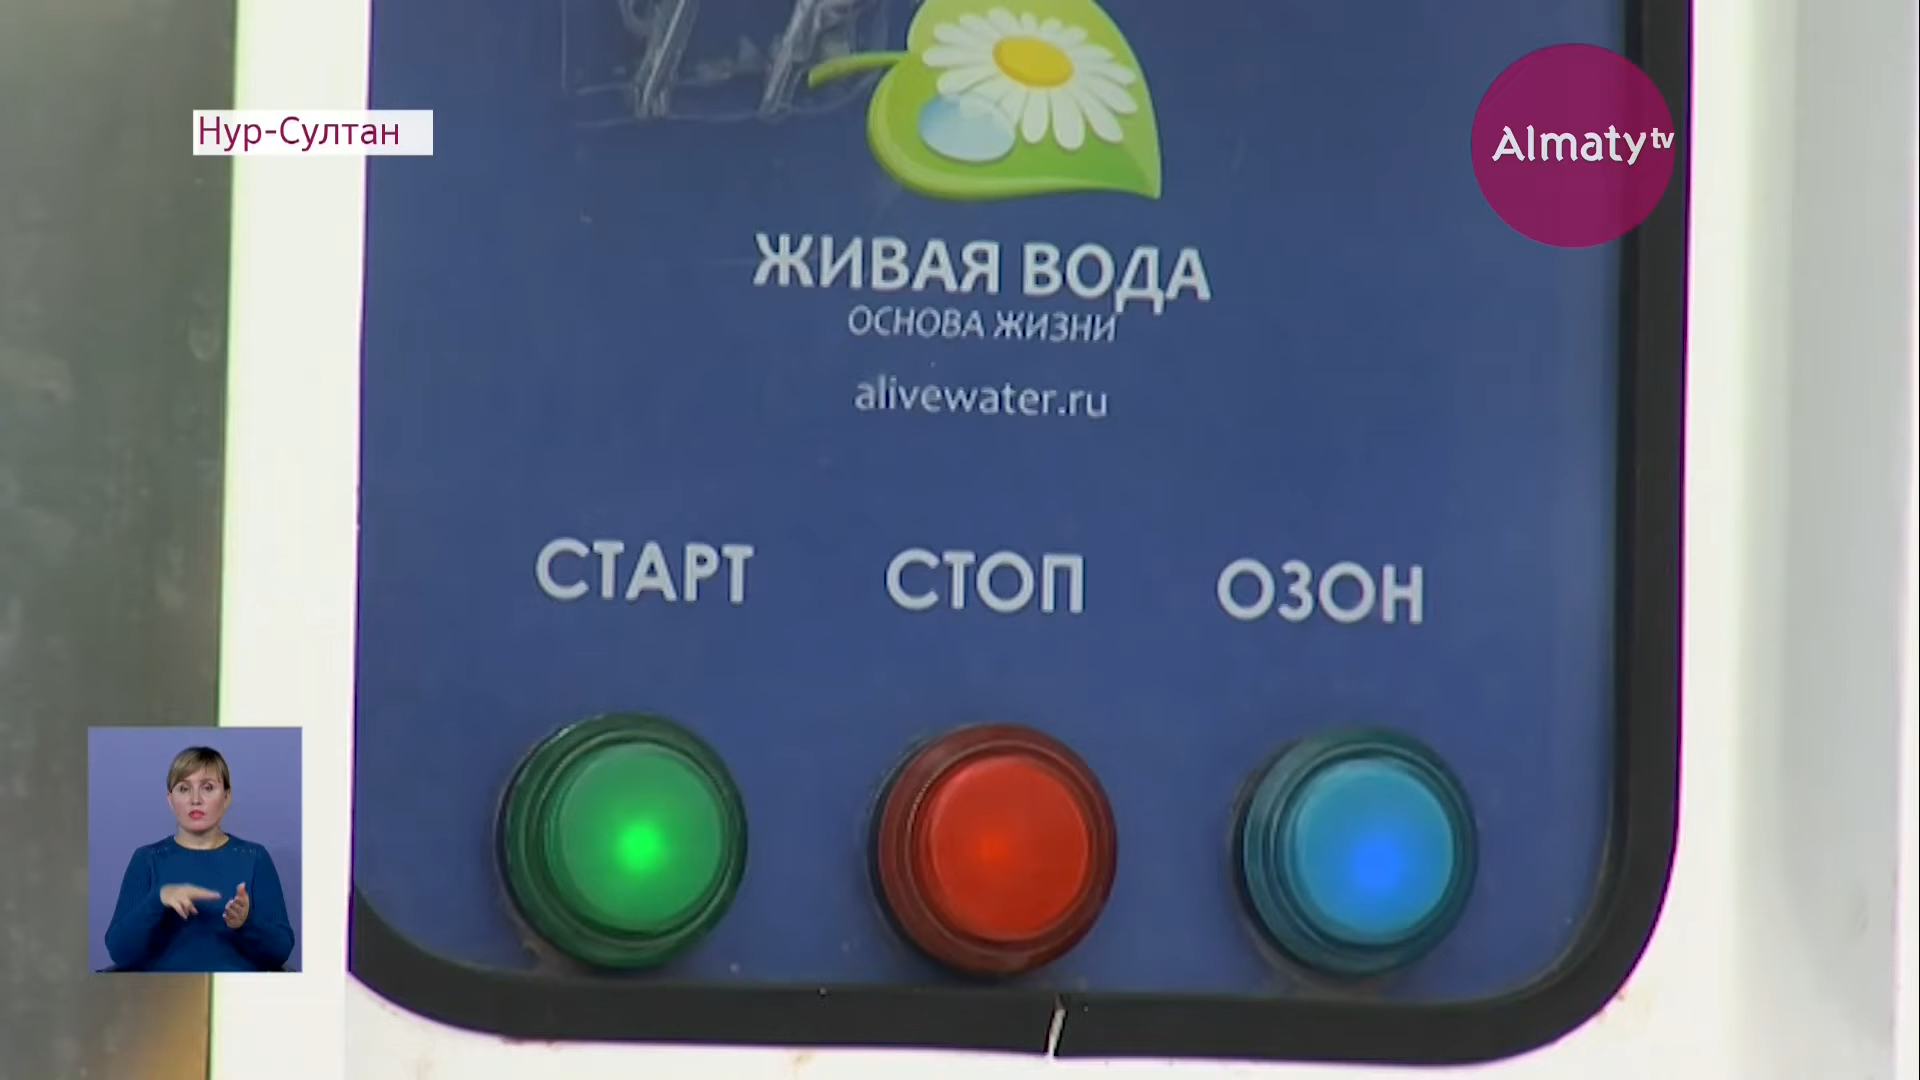 Нур-Султан
Almaty tv
ЖИВАЯ ВОДА
ОСНОВА ЖИЗНИ
alivewater.ru
СТАРТ СТОП ОЗОН